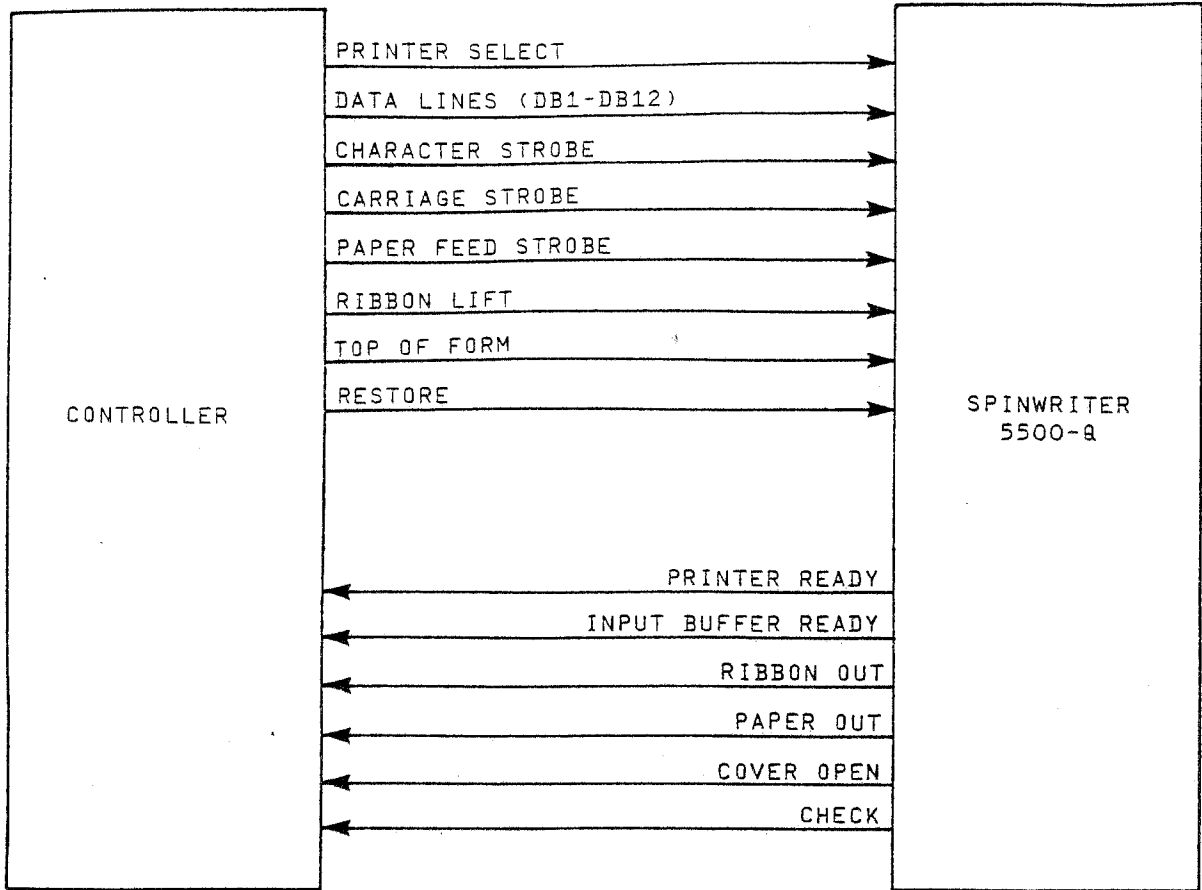 PRINTER SELECT
DATA LINES (DB1-DB12)
CHARACTER STROBE
CARRIAGE STROBE
PAPER FEED STROBE
RIBBON LIFT
TOP OF FORM
RESTORE
CONTROLLER
SPINWRITER
5500-Q
PRINTER READY
INPUT BUFFER READY
RIBBON OUT
PAPER OUT
COVER OPEN
CHECK